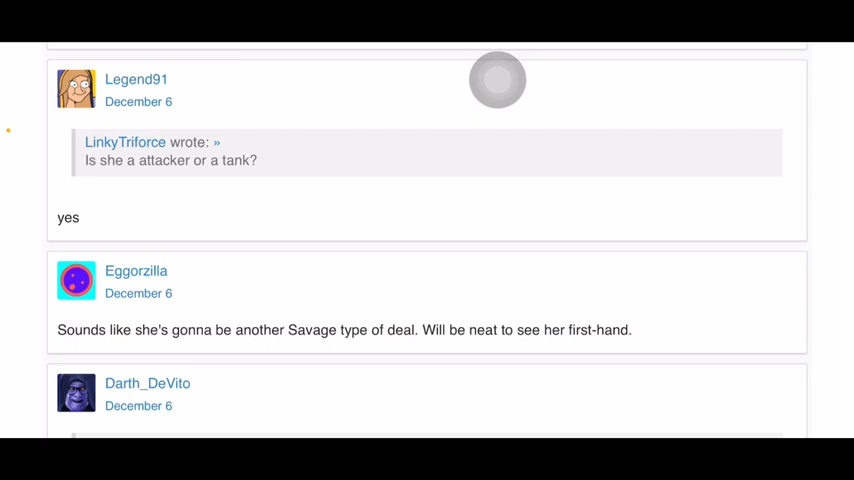 Legend91
December 6
LinkyTriforce wrote: »
Is she a attacker or a tank?
yes
Eggorzilla
December 6
Sounds like she's gonna be another Savage type of deal. Will be neat to see her first-hand.
Darth_DeVito
December 6